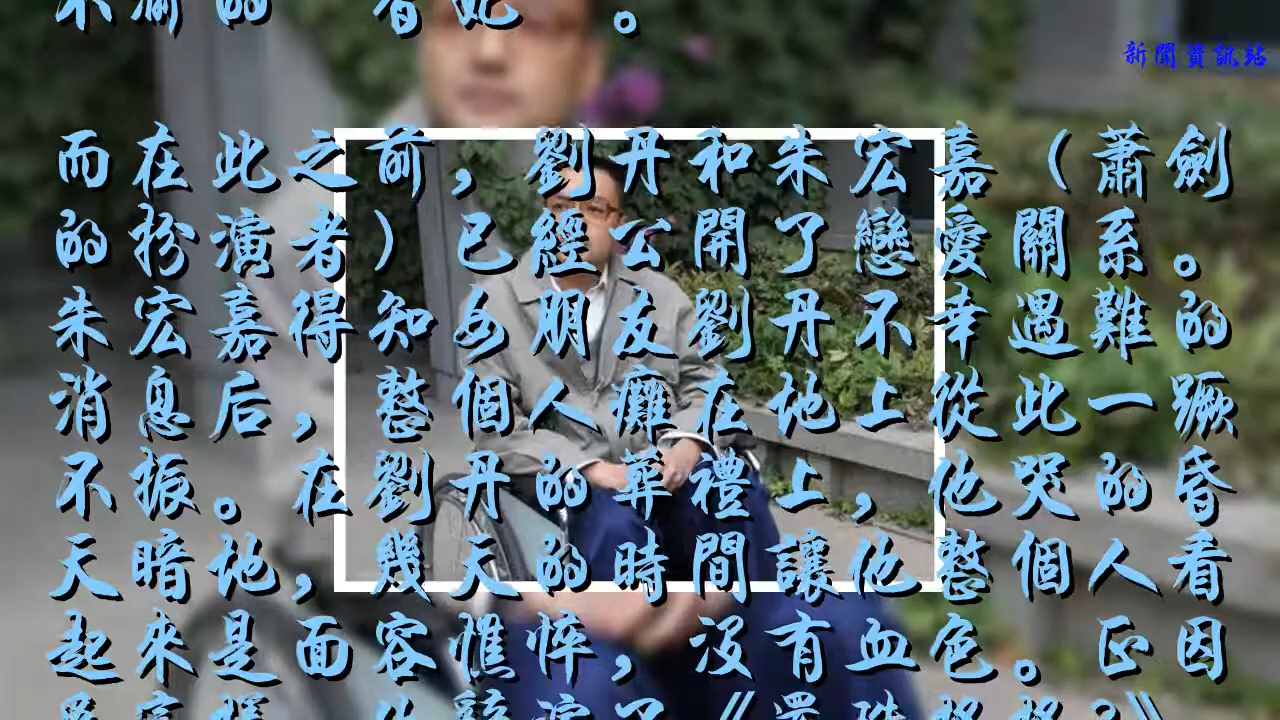 新聞資訊站
而在此之前，劉丹和朱宏嘉（蕭劍
的扮演者）已經公開了戀愛關系。
朱宏嘉得知女朋友劉丹不幸遇難的
消息后，整個人癱在地上從此一蹶
不振。在劉丹的葬禮上，他哭的昏
天暗地，幾天的時間讓他整個人看
起來是面容憔悴，沒有血色。正因